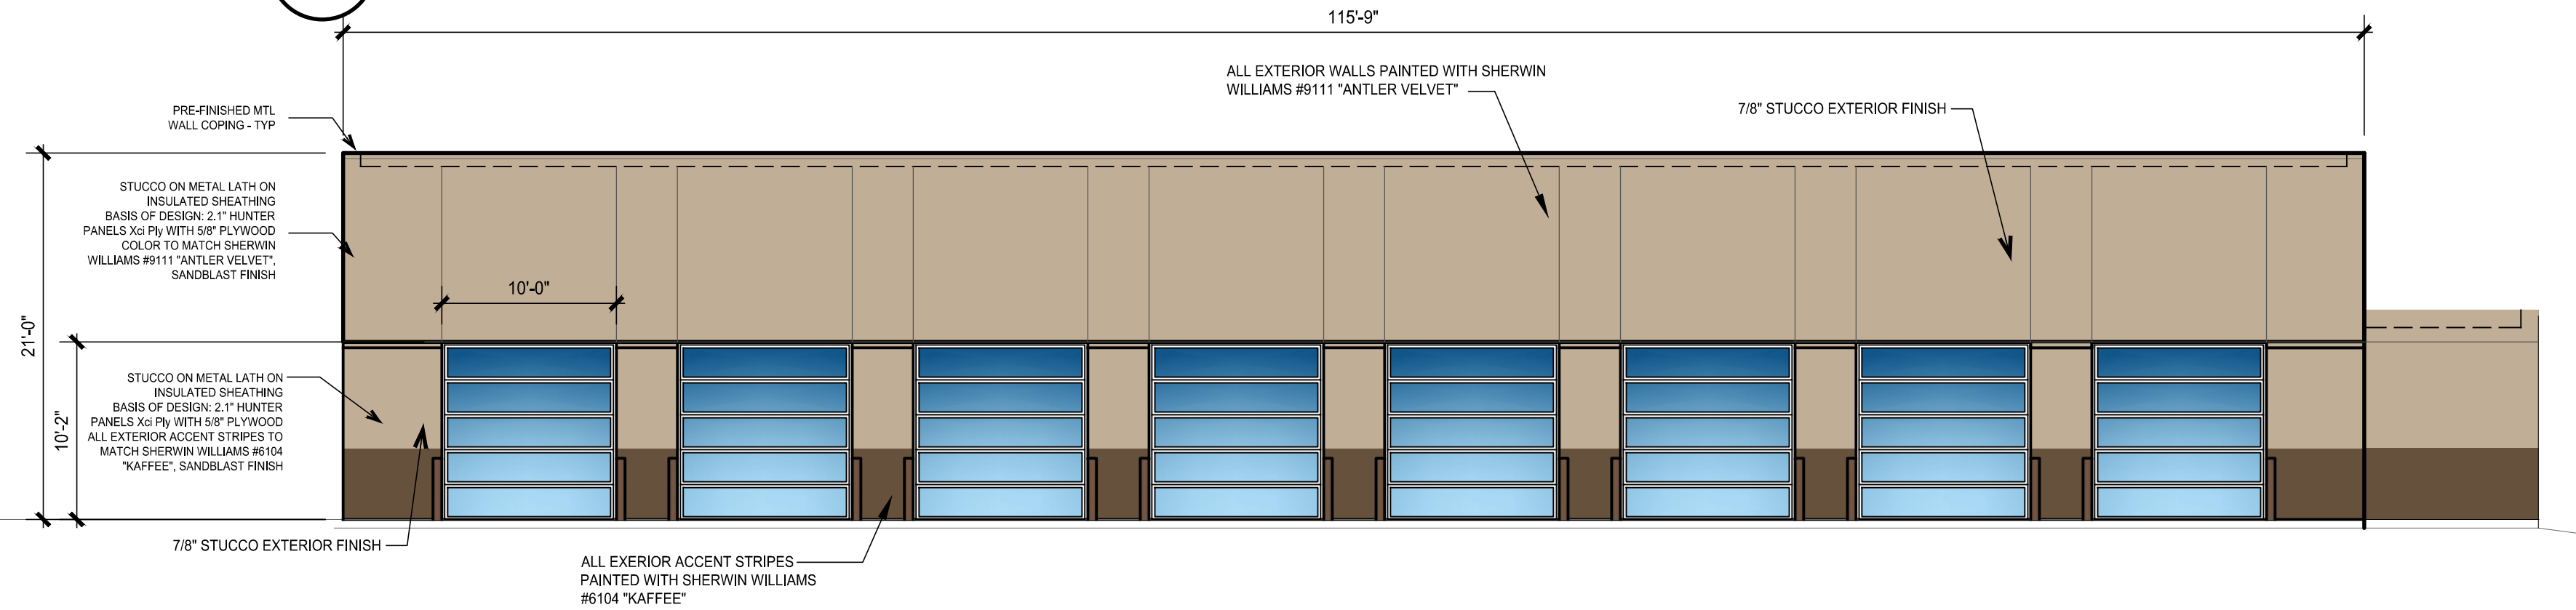 115'-9"
ALL EXTERIOR WALLS PAINTED WITH SHERWIN
WILLIAMS #9111 "ANTLER VELVET"
7/8" STUCCO EXTERIOR FINISH
PRE-FINISHED MTL
WALL COPING - TYP
STUCCO ON METAL LATH ON
INSULATED SHEATHING
BASIS OF DESIGN: 2.1" HUNTER
PANELS Xci Ply WITH 5/8" PLYWOOD
COLOR TO MATCH SHERWIN
WILLIAMS #9111 "ANTLER VELVET",
SANDBLAST FINISH
10'-0"
21'-0"
10'-2"
STUCCO ON METAL LATH ON
INSULATED SHEATHING
BASIS OF DESIGN: 2.1" HUNTER
PANELS Xci Ply WITH 5/8" PLYWOOD
ALL EXTERIOR ACCENT STRIPES TO
MATCH SHERWIN WILLIAMS #6104
"KAFFEE", SANDBLAST FINISH
7/8" STUCCO EXTERIOR FINISH
ALL EXERIOR ACCENT STRIPES
PAINTED WITH SHERWIN WILLIAMS
#6104 "KAFFEE"